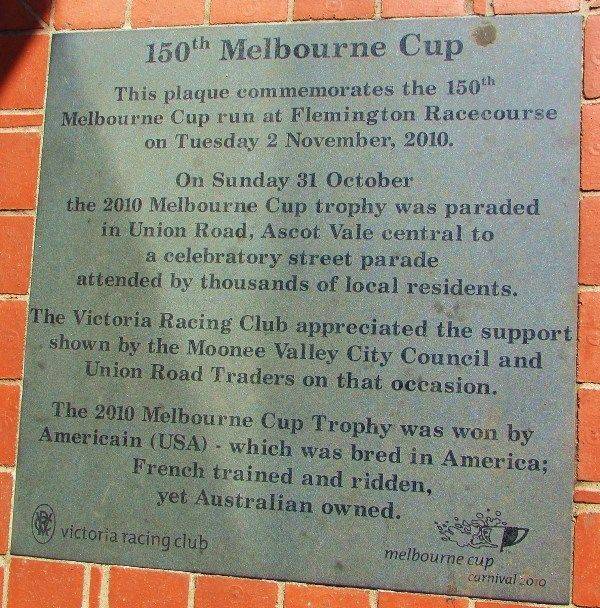 150th Melbourne Cup
This plaque commemorates the 150th
Melbourne Cup run at Flemington Racecourse
on Tuesday 2 November, 2010.
On Sunday 31 October
the 2010 Melbourne Cup trophy was paraded
in Union Road, Ascot Vale central to
a celebratory street parade
attended by thousands of local residents.
The Victoria Racing Club appreciated the support
shown by the Moonee Valley City Council and
Union Road Traders on that occasion.
The 2010 Melbourne Cup Trophy was won by
Americain (USA) - which was bred in America;
French trained and ridden,
yet Australian owned.
victoria racing club
melbourne cup
carnival 2010